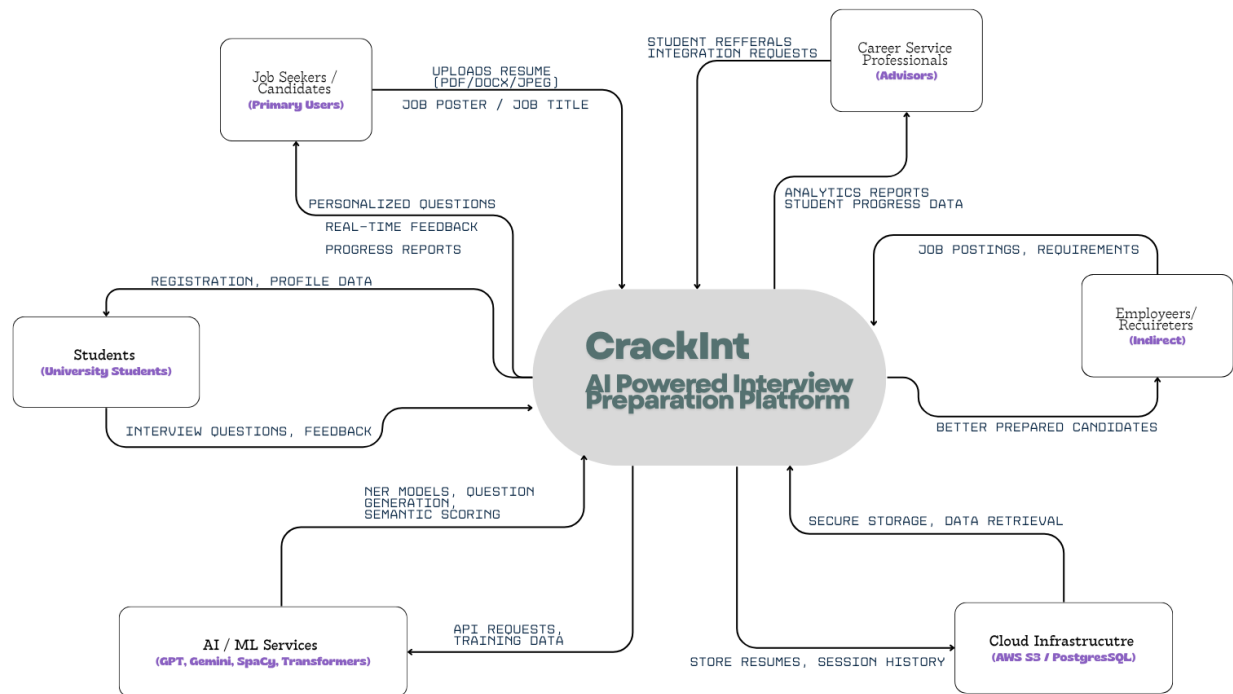 Job Seekers /
Candidates
(Primary Users)
UPLOADS RESUME
(PDF/DOCX/JPEG)
JOB POSTER / JOB TITLE
STUDENT REFFERALS
INTEGRATION REQUESTS
Career Service
Professionals
(Advisors)
PERSONALIZED QUESTIONS
REAL-TIME FEEDBACK
PROGRESS REPORTS
ANALYTICS REPORTS
STUDENT PROGRESS DATA
JOB POSTINGS, REQUIREMENTS
REGISTRATION, PROFILE DATA
Students
(University Students)
CrackInt
AI Powered Interview
Preparation Platform
Employeers/
Recuireters
(Indirect)
INTERVIEW QUESTIONS, FEEDBACK
BETTER PREPARED CANDIDATES
NER MODELS, QUESTION
GENERATION,
SEMANTIC SCORING
SECURE STORAGE, DATA RETRIEVAL
AI / ML Services
(GPT, Gemini, SpaCy, Transformers)
API REQUESTS,
TRAINING DATA
STORE RESUMES, SESSION HISTORY
Cloud Infrastrucutre
(AWS S3 / PostgresSQL)